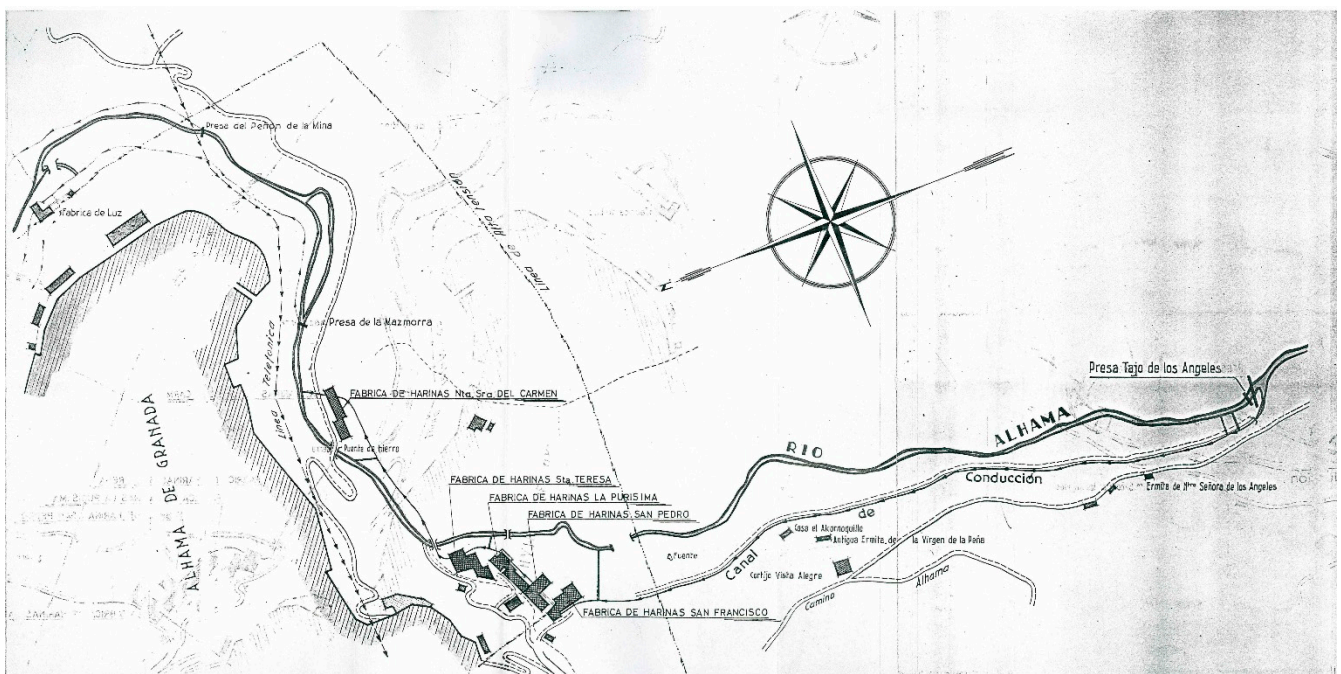 Presa del Peñon de la Mina
Fabrica de Luz
Linea de Alta Tensión
N
Presa de la Mazmorra
Linea Telefonica
FABRICA DE HARINAS Nta. Sra. DEL CARMEN
Puente de hierro
ALHAMA DE GRANADA
FABRICA DE HARINAS Sta. TERESA
FABRICA DE HARINAS LA PURISIMA
FABRICA DE HARINAS SAN PEDRO
FABRICA DE HARINAS SAN FRANCISCO
Presa Tajo de los Angeles
RIO ALHAMA
Canal de Conducción
Ermita de Ntra Señora de los Angeles
Casa el Alcornoquillo
Antigua Ermita de la Virgen de la Peña
Fuente
Cortijo Vista Alegre
Camino Alhama